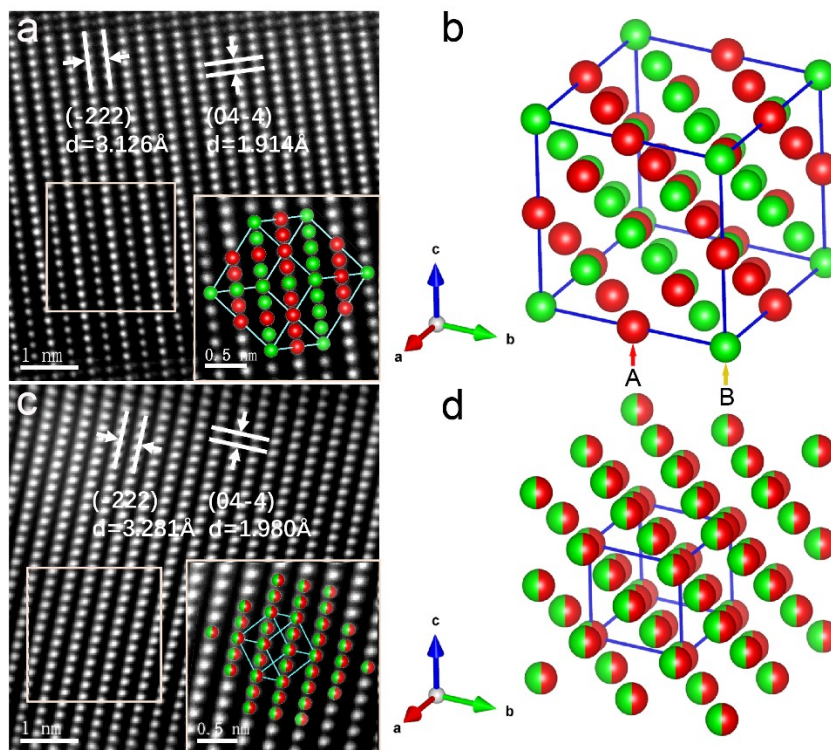 a
(-222)
d=3.126Å
(04-4)
d=1.914Å
1 nm
0.5 nm
b
c
b
a
A
B
c
(-222)
d=3.281Å
(04-4)
d=1.980Å
1 nm
0.5 nm
d
c
b
a